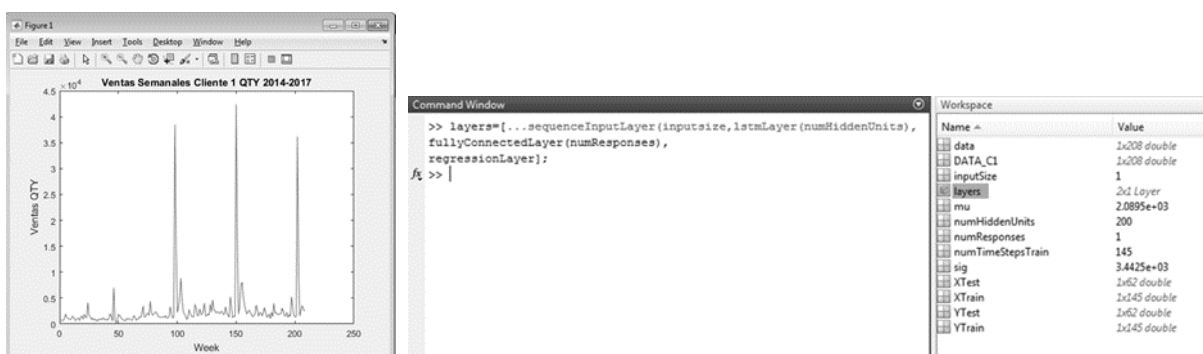 Figure 1
File Edit View Insert Tools Desktop Window Help
Ventas Semanales Cliente 1 QTY 2014-2017
×10⁴
4.5
4
3.5
3
2.5
2
1.5
1
0.5
0
Ventas QTY
0 50 100 150 200 250
Week
Command Window
>> layers=[...sequenceInputLayer(inputsize,lstmLayer(numHiddenUnits),
fullyConnectedLayer(numResponses),
regressionLayer];
fx >>
Workspace
Name Value
data 1x208 double
DATA_C1 1x208 double
inputSize 1
layers 2x1 Layer
mu 2.0895e+03
numHiddenUnits 200
numResponses 1
numTimeStepsTrain 145
sig 3.4425e+03
XTest 1x62 double
XTrain 1x145 double
YTest 1x62 double
YTrain 1x145 double